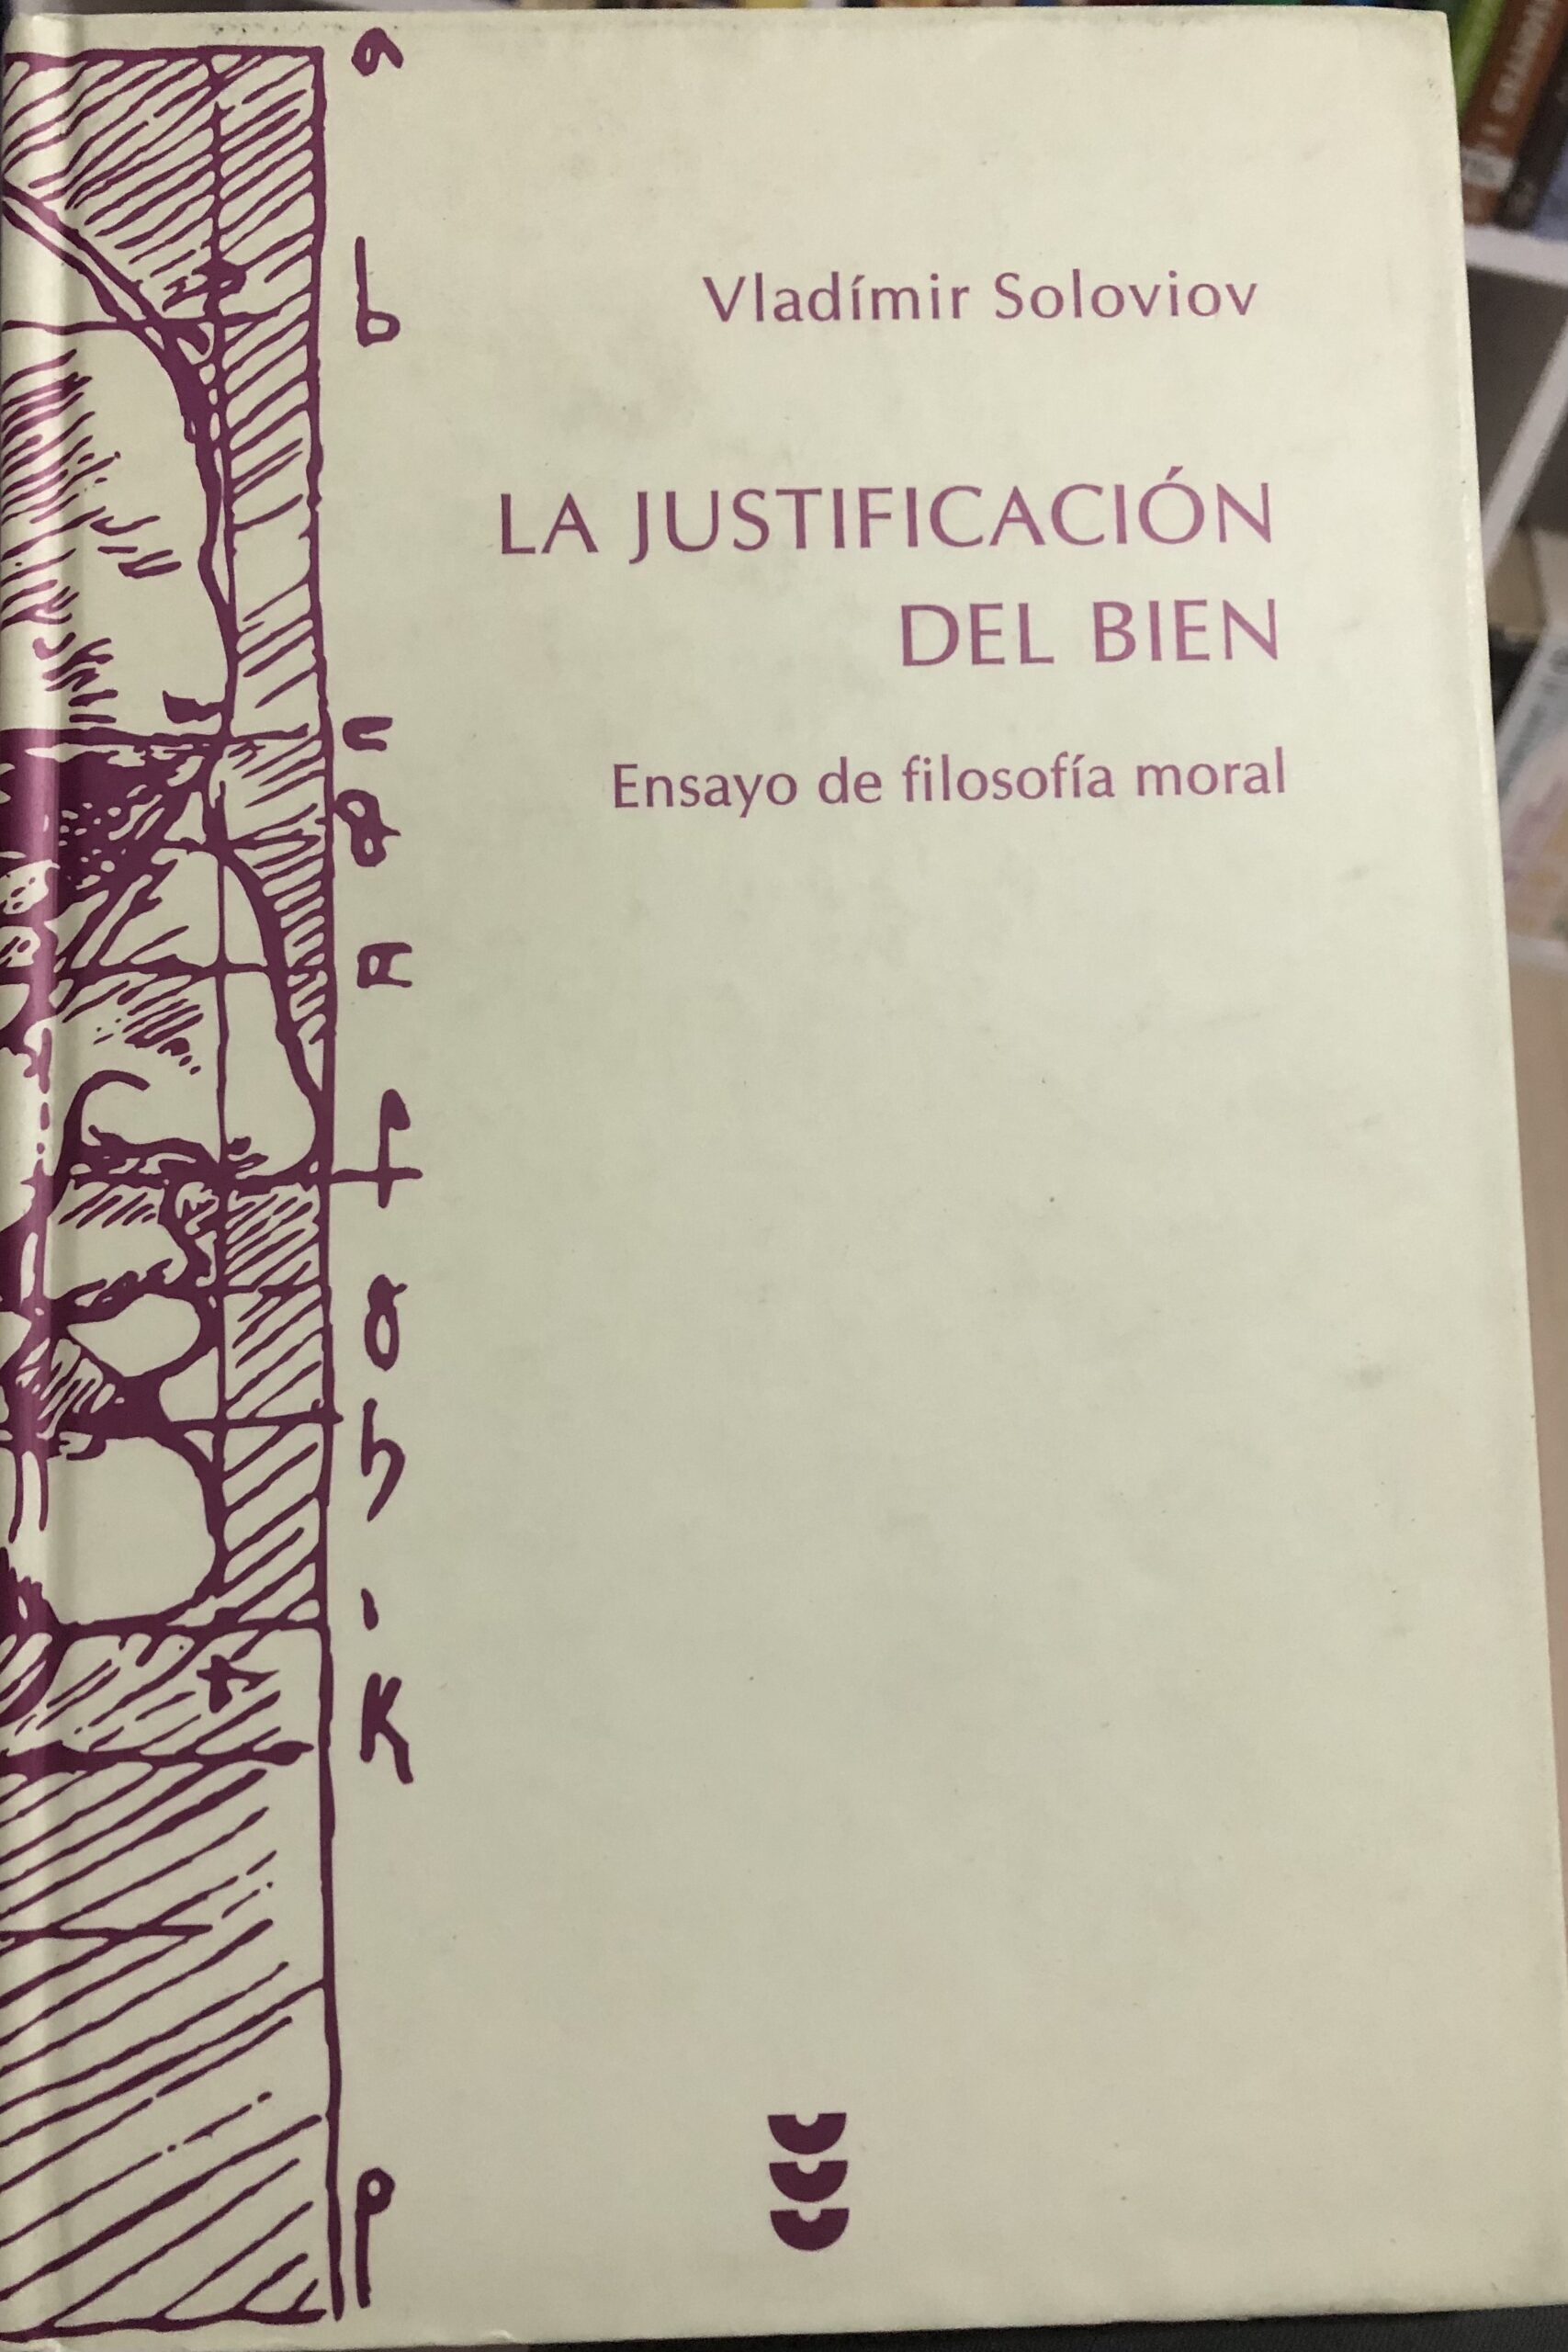 Vladímir Soloviov
LA JUSTIFICACIÓN
DEL BIEN
Ensayo de filosofía moral
a
b
f
g
h
i
K
p